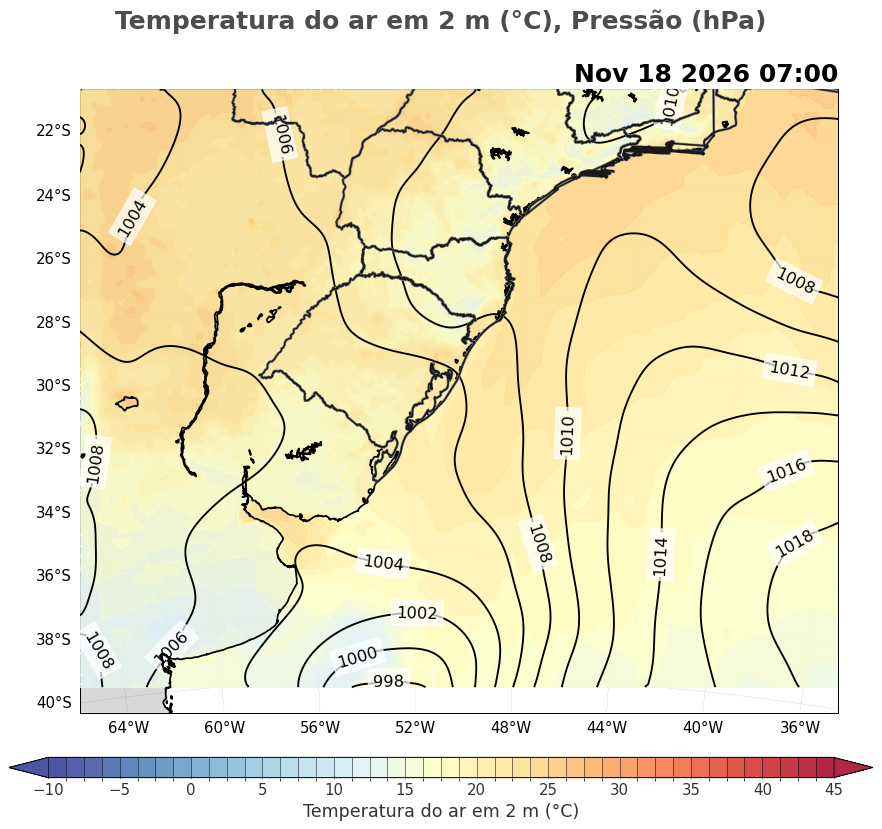 Temperatura do ar em 2 m (°C), Pressão (hPa)
Nov 18 2026 07:00
22°S
24°S
26°S
28°S
30°S
32°S
34°S
36°S
38°S
40°S
1006
1010
1004
1008
1012
1010
1008
1016
1008
1018
1014
1004
1002
1006
1008
1000
998
64°W 60°W 56°W 52°W 48°W 44°W 40°W 36°W
−10 −5 0 5 10 15 20 25 30 35 40 45
Temperatura do ar em 2 m (°C)